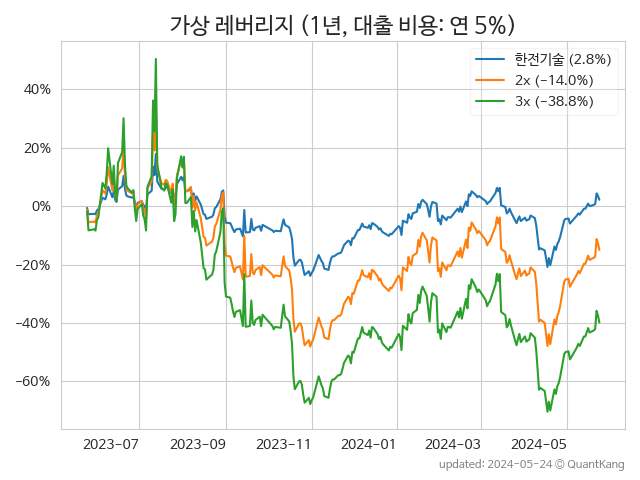 가상 레버리지 (1년, 대출 비용: 연 5%)
한전기술 (2.8%)
2x (−14.0%)
3x (−38.8%)
40%
20%
0%
−20%
−40%
−60%
2023−07 2023−09 2023−11 2024−01 2024−03 2024−05
updated: 2024−05−24 © QuantKang